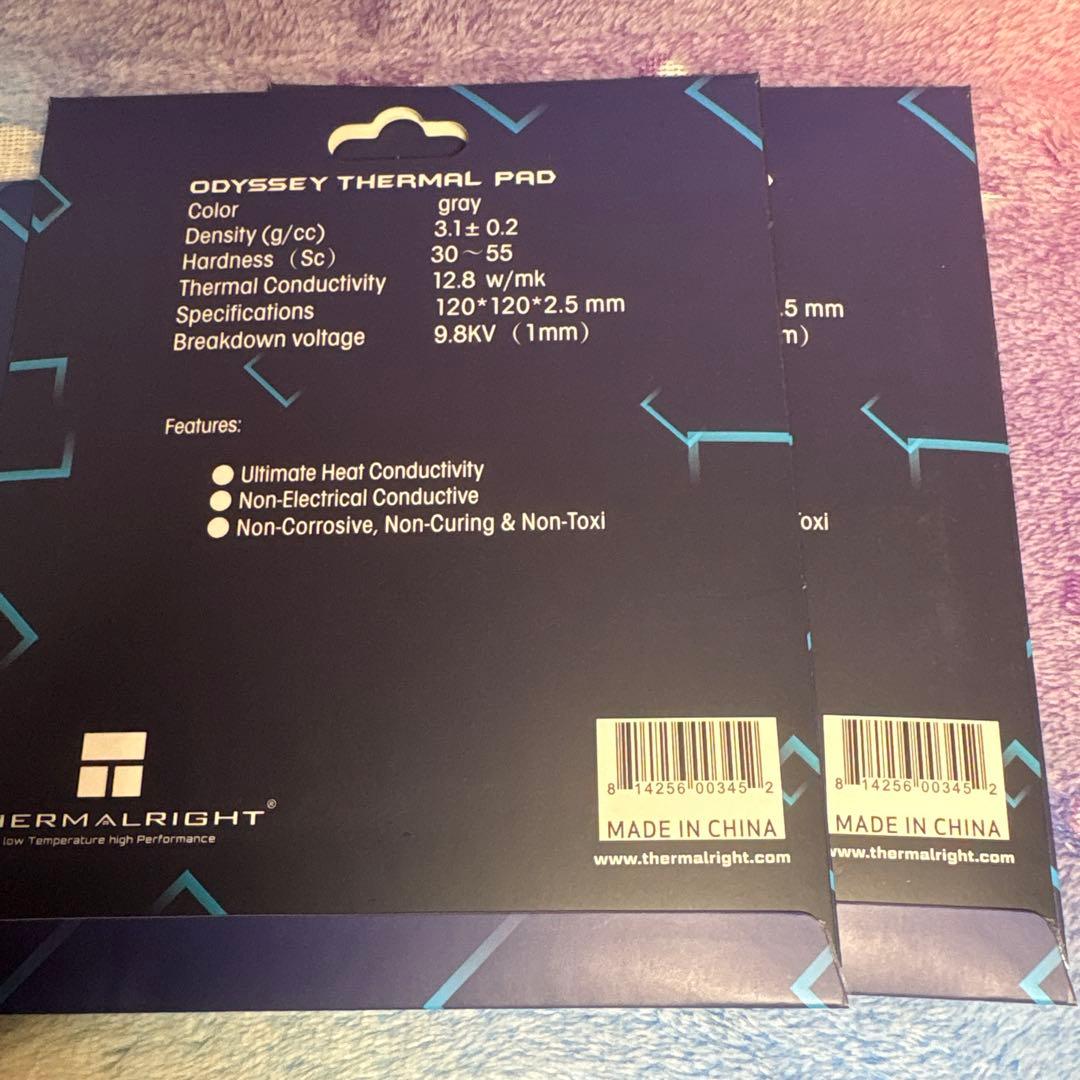 ODYSSEY THERMAL PAD
Color gray
Density (g/cc) 3.1± 0.2
Hardness （Sc） 30～55
Thermal Conductivity 12.8 w/mk
Specifications 120*120*2.5 mm
Breakdown voltage 9.8KV （1mm）
.5 mm
m)
Features:
Ultimate Heat Conductivity
Non-Electrical Conductive
Non-Corrosive, Non-Curing & Non-Toxi
oxi
HERMALRIGHT®
low Temperature high Performance
8 14256 00345 2
MADE IN CHINA
www.thermalright.com
8 14256 00345 2
MADE IN CHINA
www.thermalright.com